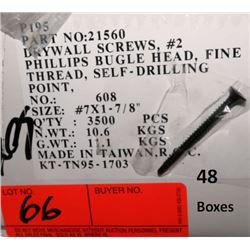 P195
PART NO:21560
DRYWALL SCREWS, #2
PHILLIPS BUGLE HEAD, FINE
THREAD, SELF-DRILLING
POINT,
NO.: 608
SIZE: #7X1-7/8"
Q'TY : 3500 PCS
N.WT.: 10.6 KGS
G.WT.: 11.1 KGS
MADE IN TAIWAN,R.O.C.
KT-TN95-1703
48
Boxes
LOT NO.
BUYER NO.
66